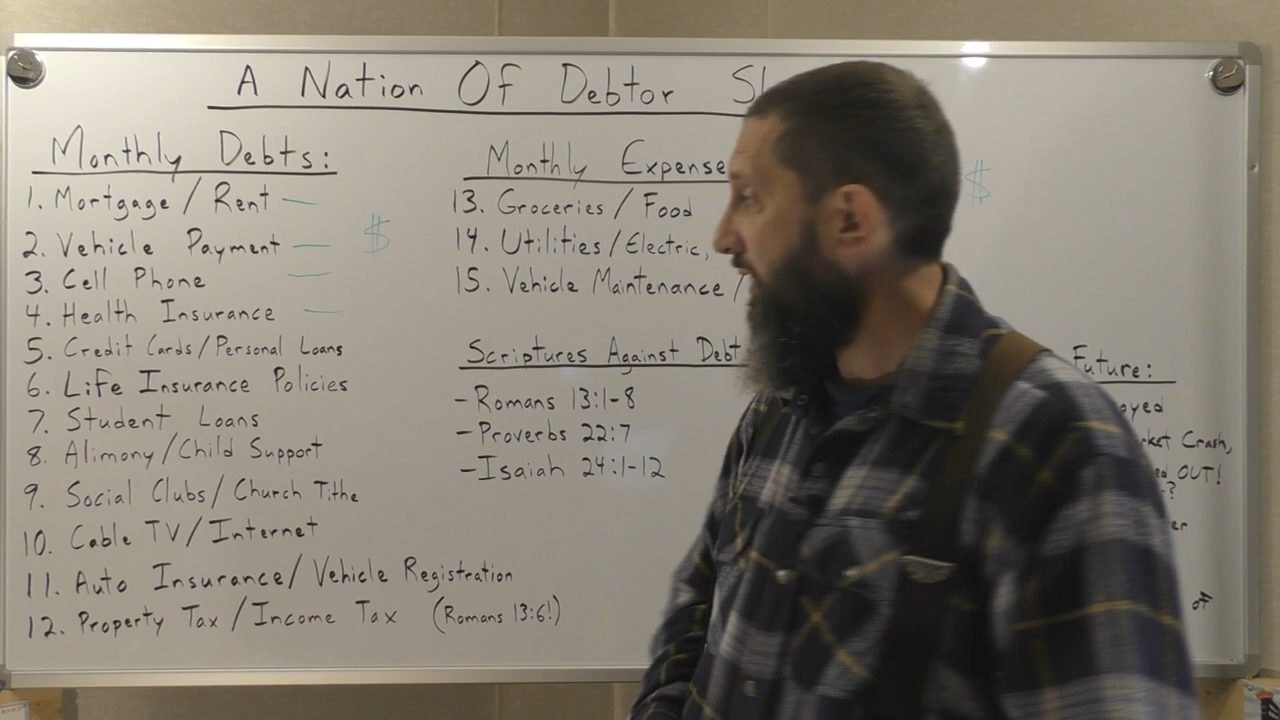 A Nation Of Debtor
Monthly Debts:
1. Mortgage / Rent —
2. Vehicle Payment — $
3. Cell Phone —
4. Health Insurance —
5. Credit Cards/Personal Loans
6. Life Insurance Policies
7. Student Loans
8. Alimony/Child Support
9. Social Clubs/Church Tithe
10. Cable TV/Internet
11. Auto Insurance/Vehicle Registration
12. Property Tax/Income Tax (Romans 13:6!)
Monthly Expense
$
13. Groceries/Food
14. Utilities/Electric,
15. Vehicle Maintenance/
Scriptures Against Debt
-Romans 13:1-8
-Proverbs 22:7
-Isaiah 24:1-12
Future:
Crash,
OUT!
of